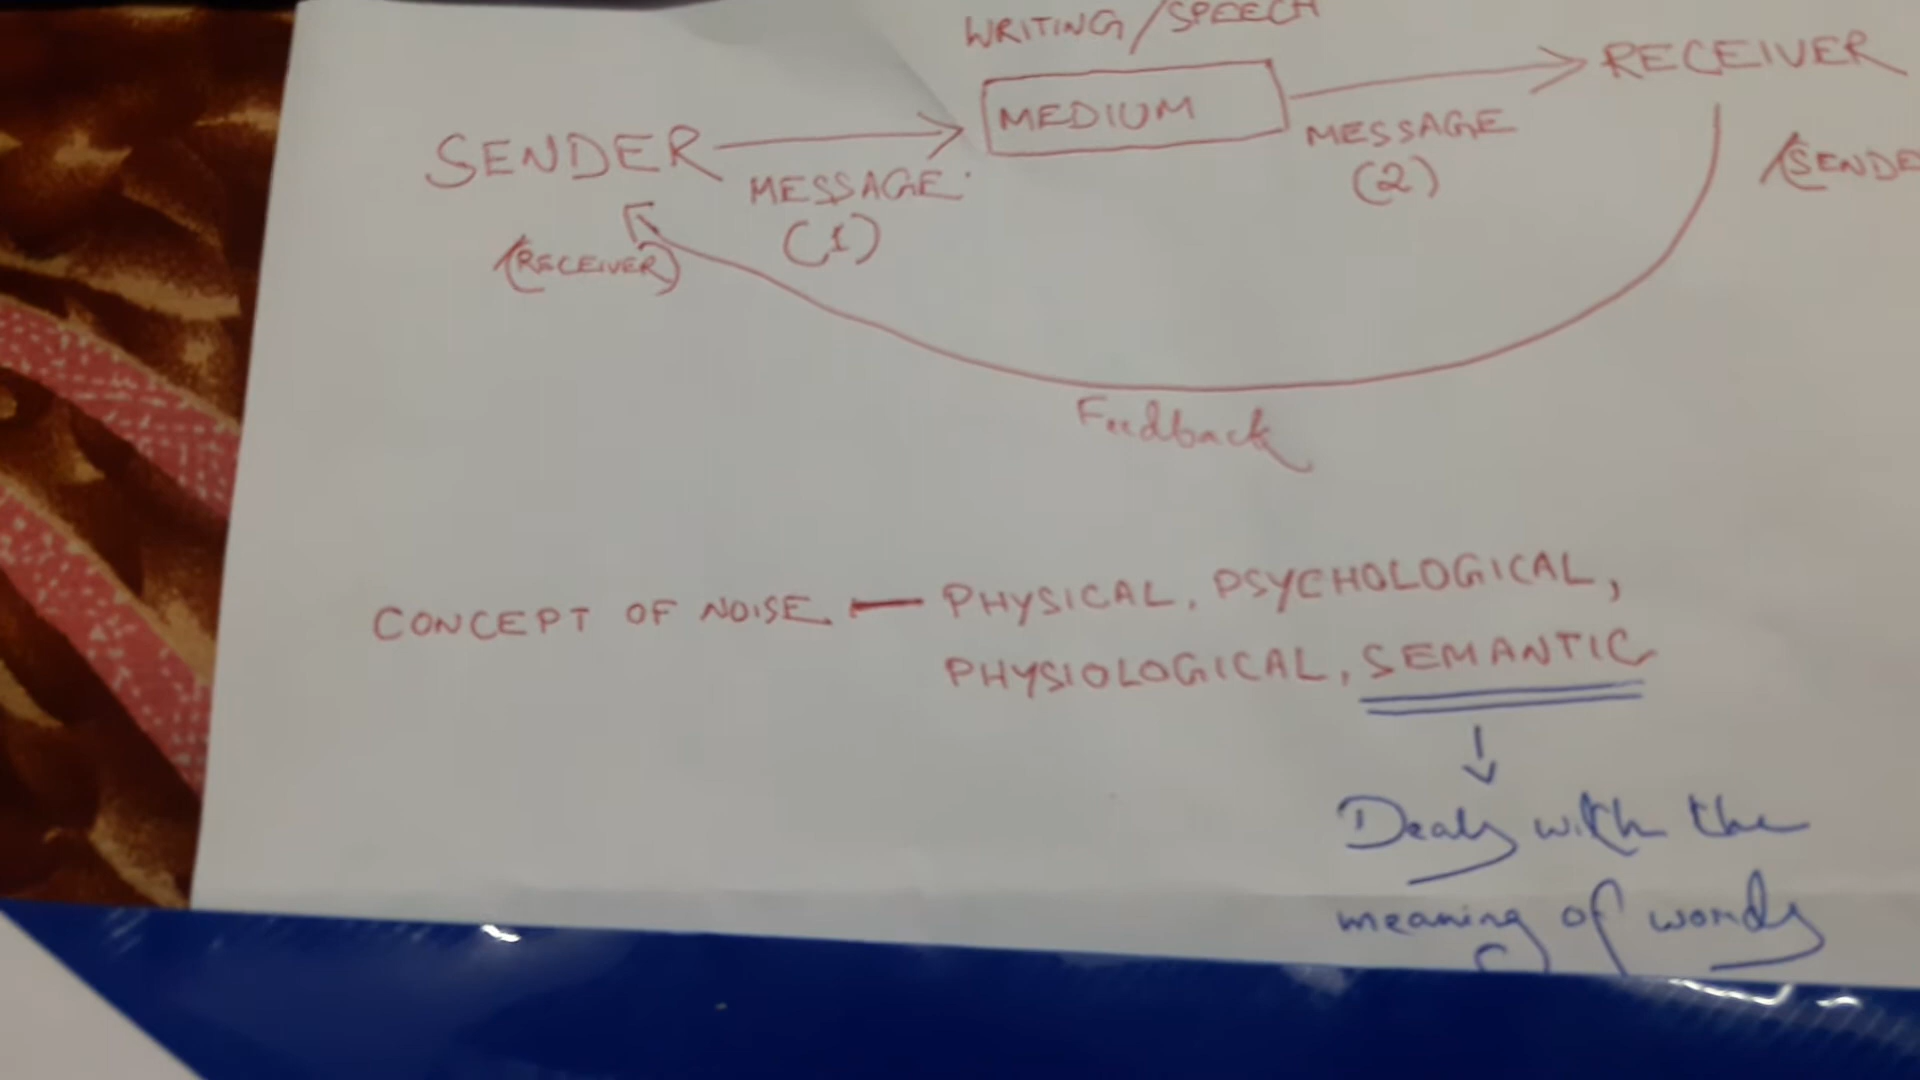 WRITING/SPEECH
SENDER
MESSAGE
(1)
MEDIUM
MESSAGE
(2)
RECEIVER
(RECEIVER)
(SENDE
Feedback
CONCEPT OF NOISE — PHYSICAL, PSYCHOLOGICAL,
PHYSIOLOGICAL, SEMANTIC
↓
Deals with the
meaning of words